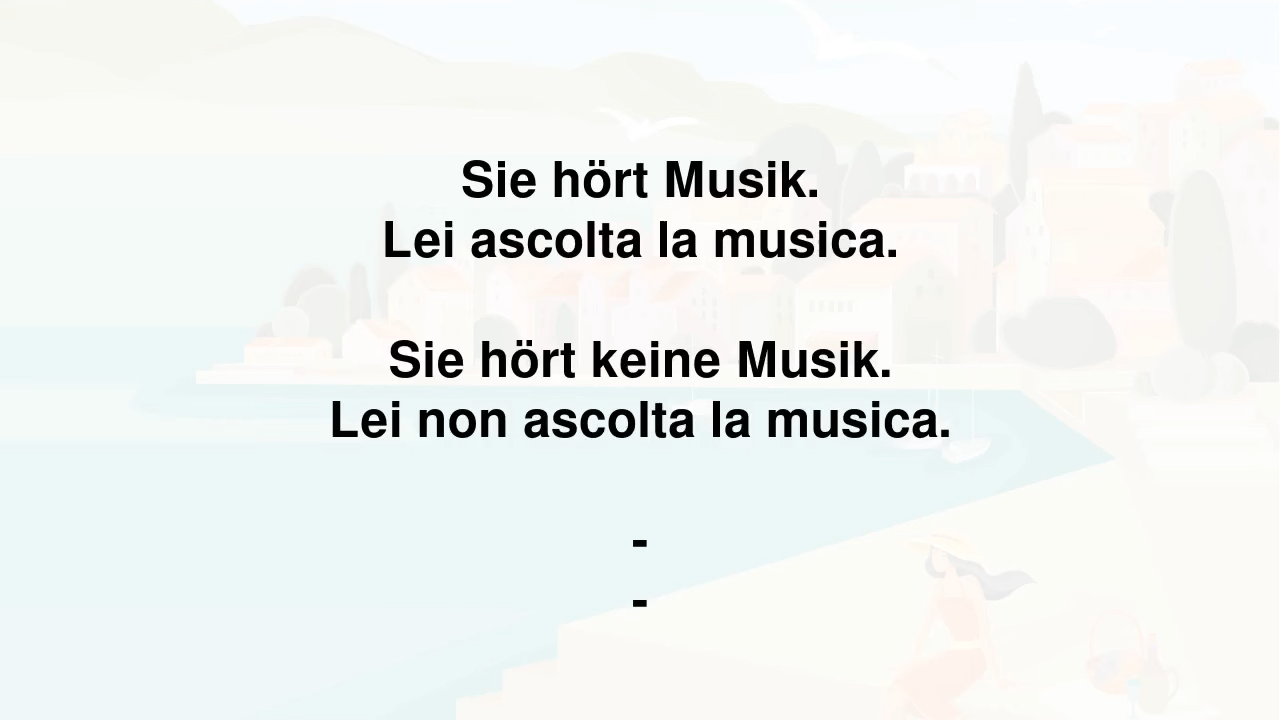 Sie hört Musik.
Lei ascolta la musica.
Sie hört keine Musik.
Lei non ascolta la musica.
-
-